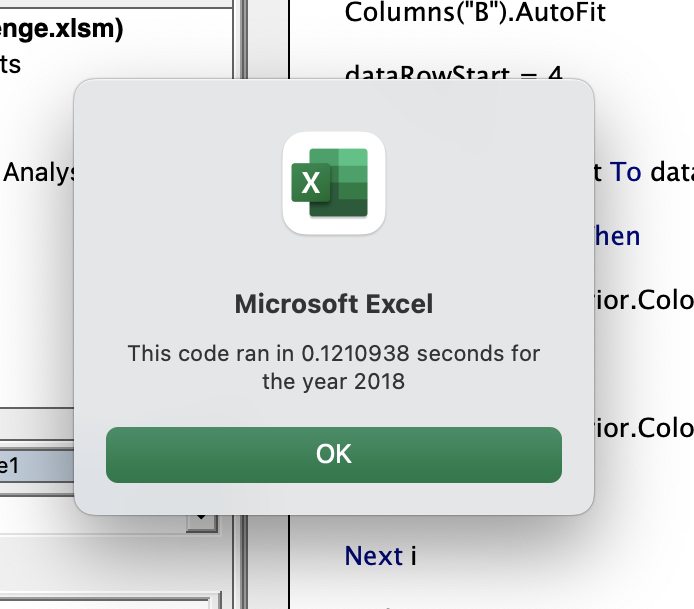 enge.xlsm)
ts
Analys
e1
Columns("B").AutoFit
dataRowStart = 4
t To data
hen
rior.Colo
rior.Colo
Next i
X
Microsoft Excel
This code ran in 0.1210938 seconds for
the year 2018
OK